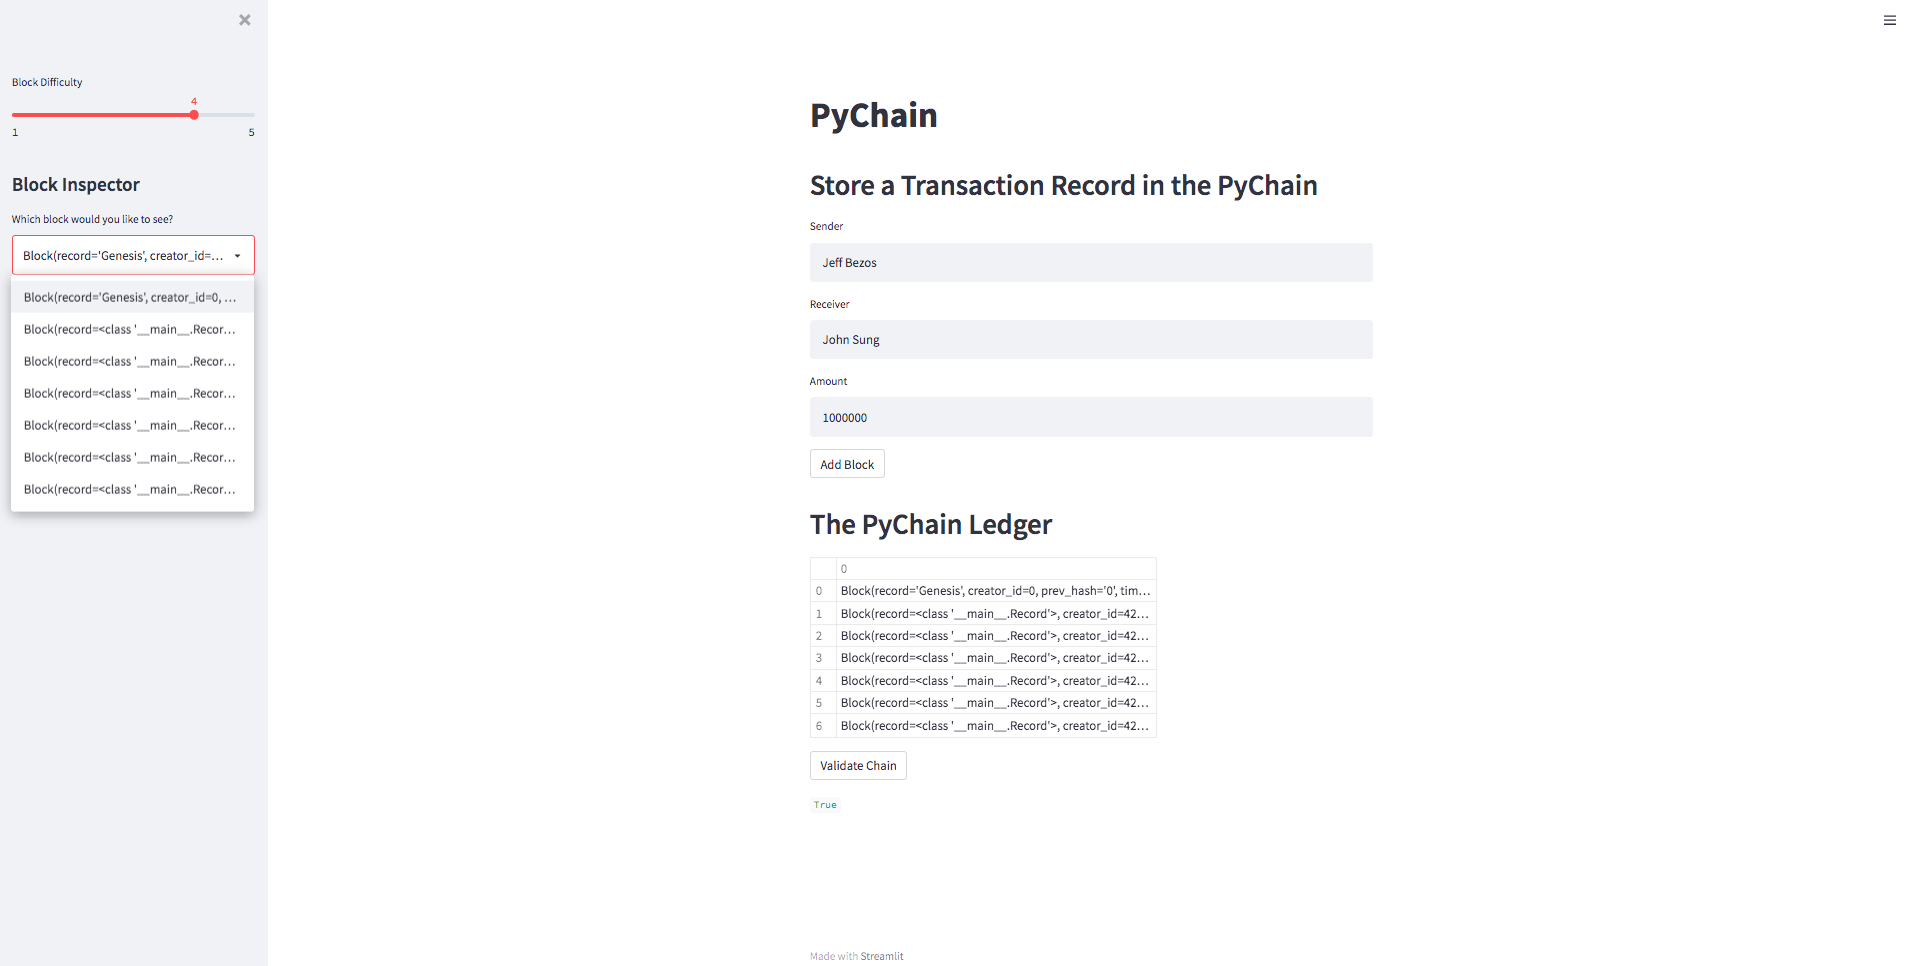 Block Difficulty
4
1 5
Block Inspector
Which block would you like to see?
Block(record='Genesis', creator_id=...
Block(record='Genesis', creator_id=0, ...
Block(record=<class '__main__.Recor...
Block(record=<class '__main__.Recor...
Block(record=<class '__main__.Recor...
Block(record=<class '__main__.Recor...
Block(record=<class '__main__.Recor...
Block(record=<class '__main__.Recor...
PyChain
Store a Transaction Record in the PyChain
Sender
Jeff Bezos
Receiver
John Sung
Amount
1000000
Add Block
The PyChain Ledger
0
0 Block(record='Genesis', creator_id=0, prev_hash='0', tim...
1 Block(record=<class '__main__.Record'>, creator_id=42...
2 Block(record=<class '__main__.Record'>, creator_id=42...
3 Block(record=<class '__main__.Record'>, creator_id=42...
4 Block(record=<class '__main__.Record'>, creator_id=42...
5 Block(record=<class '__main__.Record'>, creator_id=42...
6 Block(record=<class '__main__.Record'>, creator_id=42...
Validate Chain
True
Made with Streamlit